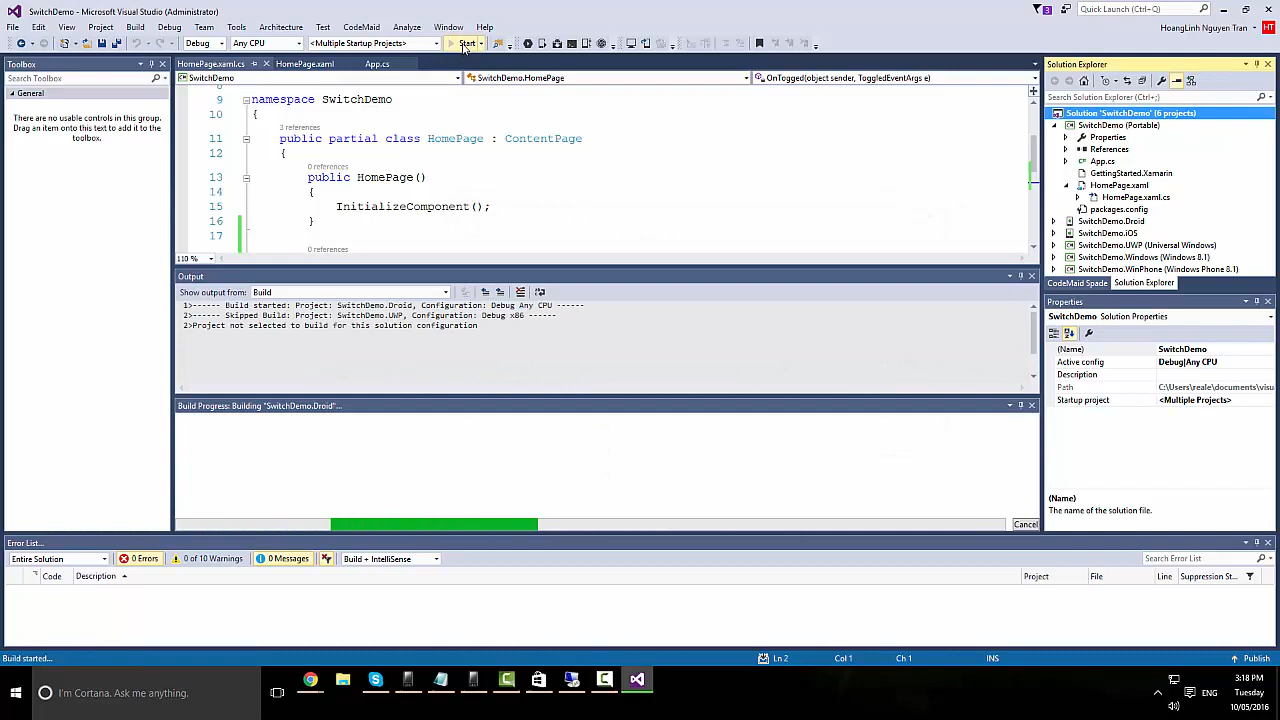 SwitchDemo - Microsoft Visual Studio (Administrator)
3
Quick Launch (Ctrl+Q)
File Edit View Project Build Debug Team Tools Architecture Test CodeMaid Analyze Window Help
HoangLinh Nguyen Tran HT
Debug Any CPU <Multiple Startup Projects> Start
Toolbox
Search Toolbox
General
There are no usable controls in this group.
Drag an item onto this text to add it to the
toolbox.
HomePage.xaml.cs HomePage.xaml App.cs
SwitchDemo SwitchDemo.HomePage OnTogged(object sender, ToggledEventArgs e)
8
9 namespace SwitchDemo
10 {
3 references
11 public partial class HomePage : ContentPage
12 {
0 references
13 public HomePage()
14 {
15 InitializeComponent();
16 }
17
0 references
110 %
Output
Show output from: Build
1>------ Build started: Project: SwitchDemo.Droid, Configuration: Debug Any CPU ------
2>------ Skipped Build: Project: SwitchDemo.UWP, Configuration: Debug x86 ------
2>Project not selected to build for this solution configuration
Build Progress: Building "SwitchDemo.Droid"...
Cancel
Solution Explorer
Search Solution Explorer (Ctrl+;)
Solution "SwitchDemo" (6 projects)
SwitchDemo (Portable)
Properties
References
App.cs
GettingStarted.Xamarin
HomePage.xaml
HomePage.xaml.cs
packages.config
SwitchDemo.Droid
SwitchDemo.iOS
SwitchDemo.UWP (Universal Windows)
SwitchDemo.Windows (Windows 8.1)
SwitchDemo.WinPhone (Windows Phone 8.1)
CodeMaid Spade Solution Explorer
Properties
SwitchDemo Solution Properties
(Name) SwitchDemo
Active config Debug|Any CPU
Description
Path C:\Users\reale\documents\visu
Startup project <Multiple Projects>
(Name)
The name of the solution file.
Error List...
Entire Solution 0 Errors 0 of 10 Warnings 0 Messages Build + IntelliSense Search Error List
Code Description Project File Line Suppression St...
Build started... Ln 2 Col 1 Ch 1 INS Publish
I'm Cortana. Ask me anything.
ENG
3:18 PM
Tuesday
10/05/2016